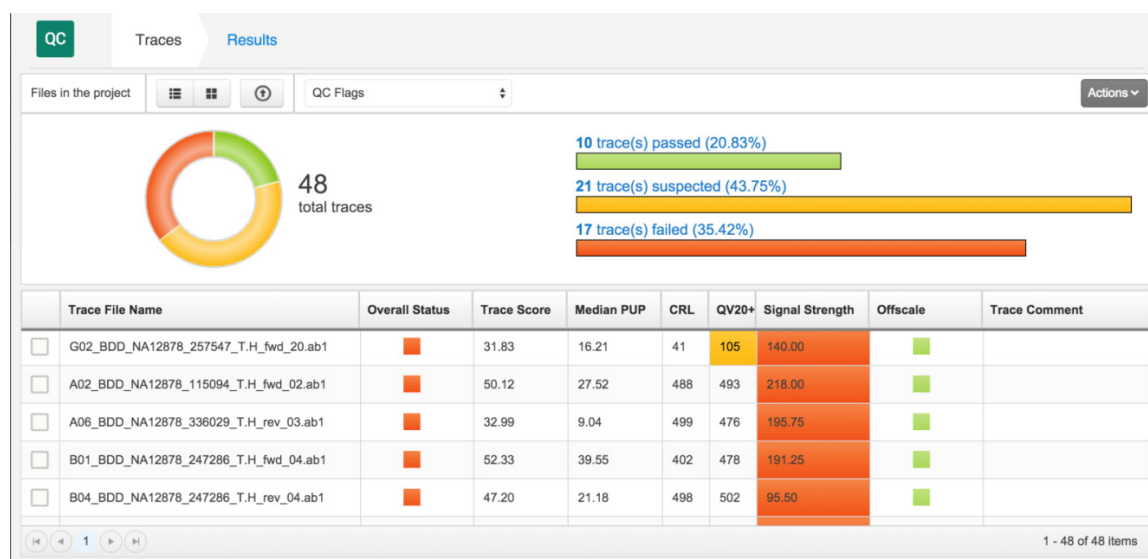 QC
Traces
Results
Files in the project
QC Flags
Actions
48
total traces
10 trace(s) passed (20.83%)
21 trace(s) suspected (43.75%)
17 trace(s) failed (35.42%)
Trace File Name Overall Status Trace Score Median PUP CRL QV20+ Signal Strength Offscale Trace Comment
G02_BDD_NA12878_257547_T.H_fwd_20.ab1 31.83 16.21 41 105 140.00
A02_BDD_NA12878_115094_T.H_fwd_02.ab1 50.12 27.52 488 493 218.00
A06_BDD_NA12878_336029_T.H_rev_03.ab1 32.99 9.04 499 476 195.75
B01_BDD_NA12878_247286_T.H_fwd_04.ab1 52.33 39.55 402 478 191.25
B04_BDD_NA12878_247286_T.H_rev_04.ab1 47.20 21.18 498 502 95.50
1
1 - 48 of 48 items